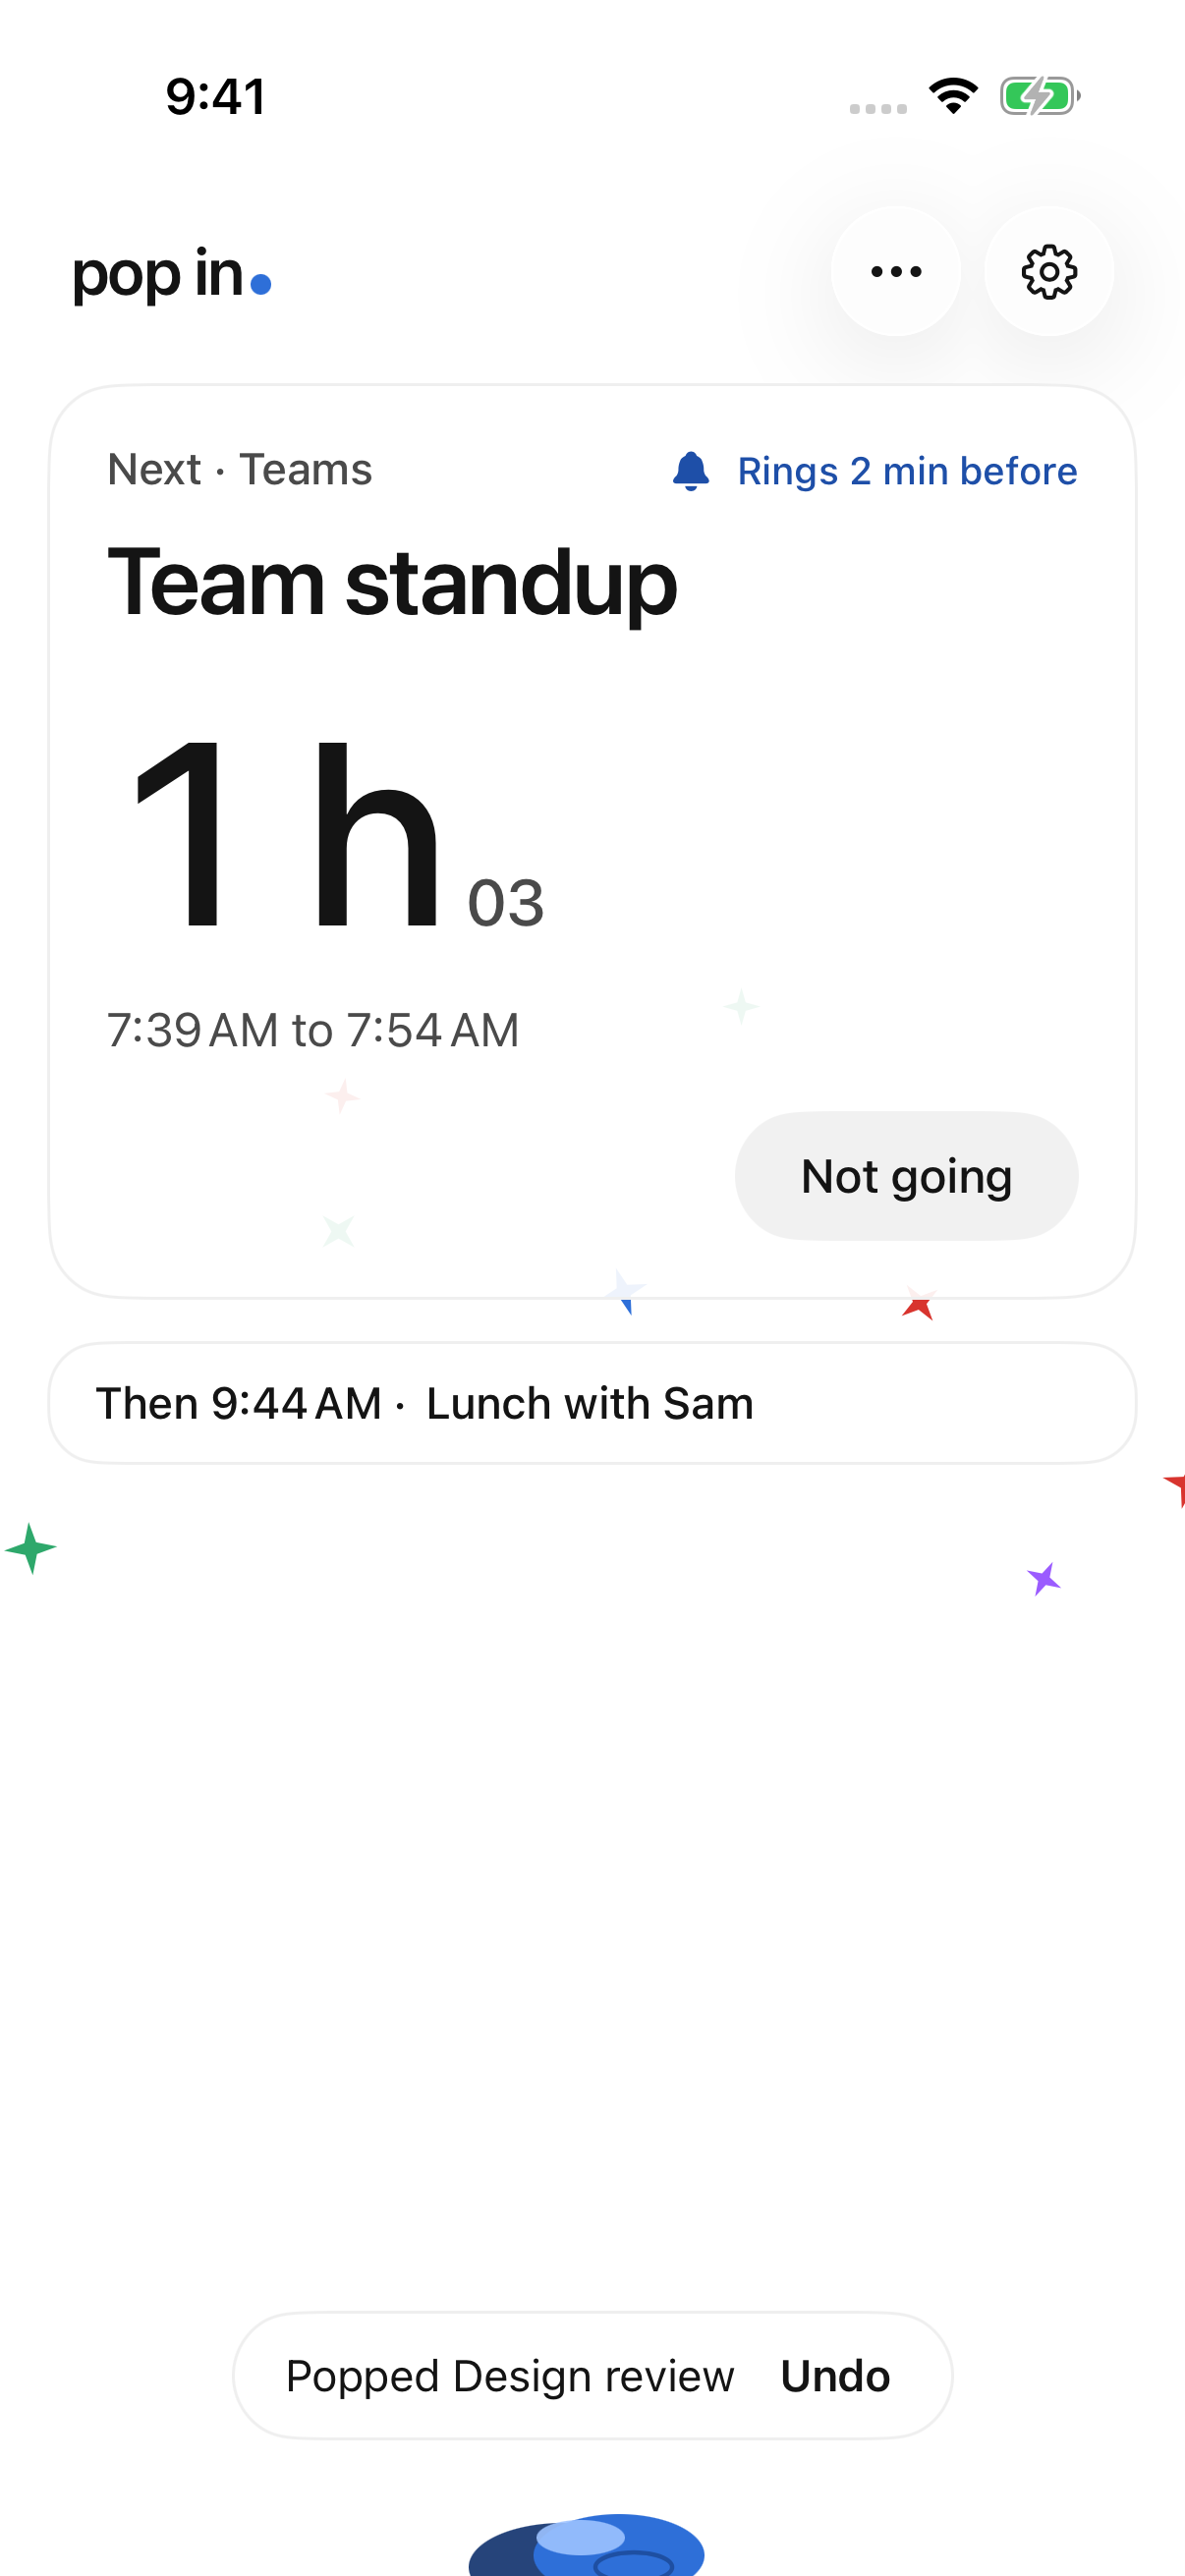 9:41
pop in
Next · Teams
Rings 2 min before
Team standup
1 h 03
7:39 AM to 7:54 AM
Not going
Then 9:44 AM · Lunch with Sam
Popped Design review Undo